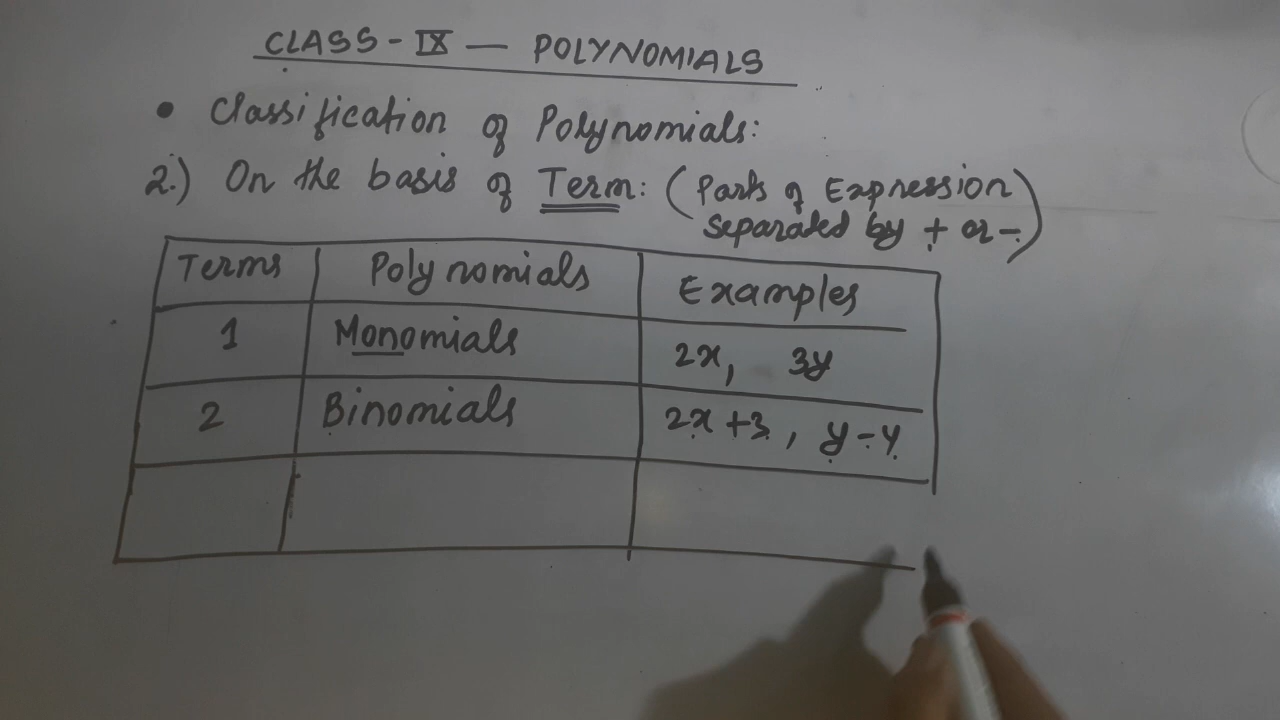 CLASS-IX — POLYNOMIALS
• Classification of Polynomials:
2.) On the basis of Term: (Parts of Expression
separated by + or -)
Terms Polynomials Examples
1 Monomials 2x, 3y
2 Binomials 2x+3, y-4